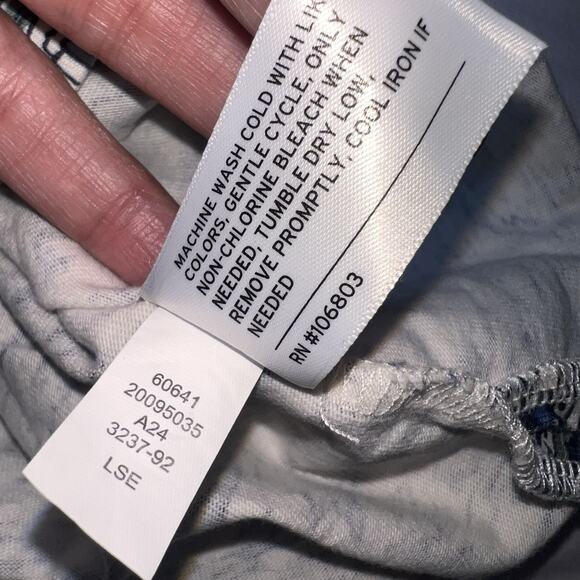 MACHINE WASH COLD WITH LIK
COLORS, GENTLE CYCLE, ONLY
NON-CHLORINE BLEACH WHEN
NEEDED, TUMBLE DRY LOW,
REMOVE PROMPTLY, COOL IRON IF
NEEDED
RN #106803
60641
20095035
A24
3237-92
LSE